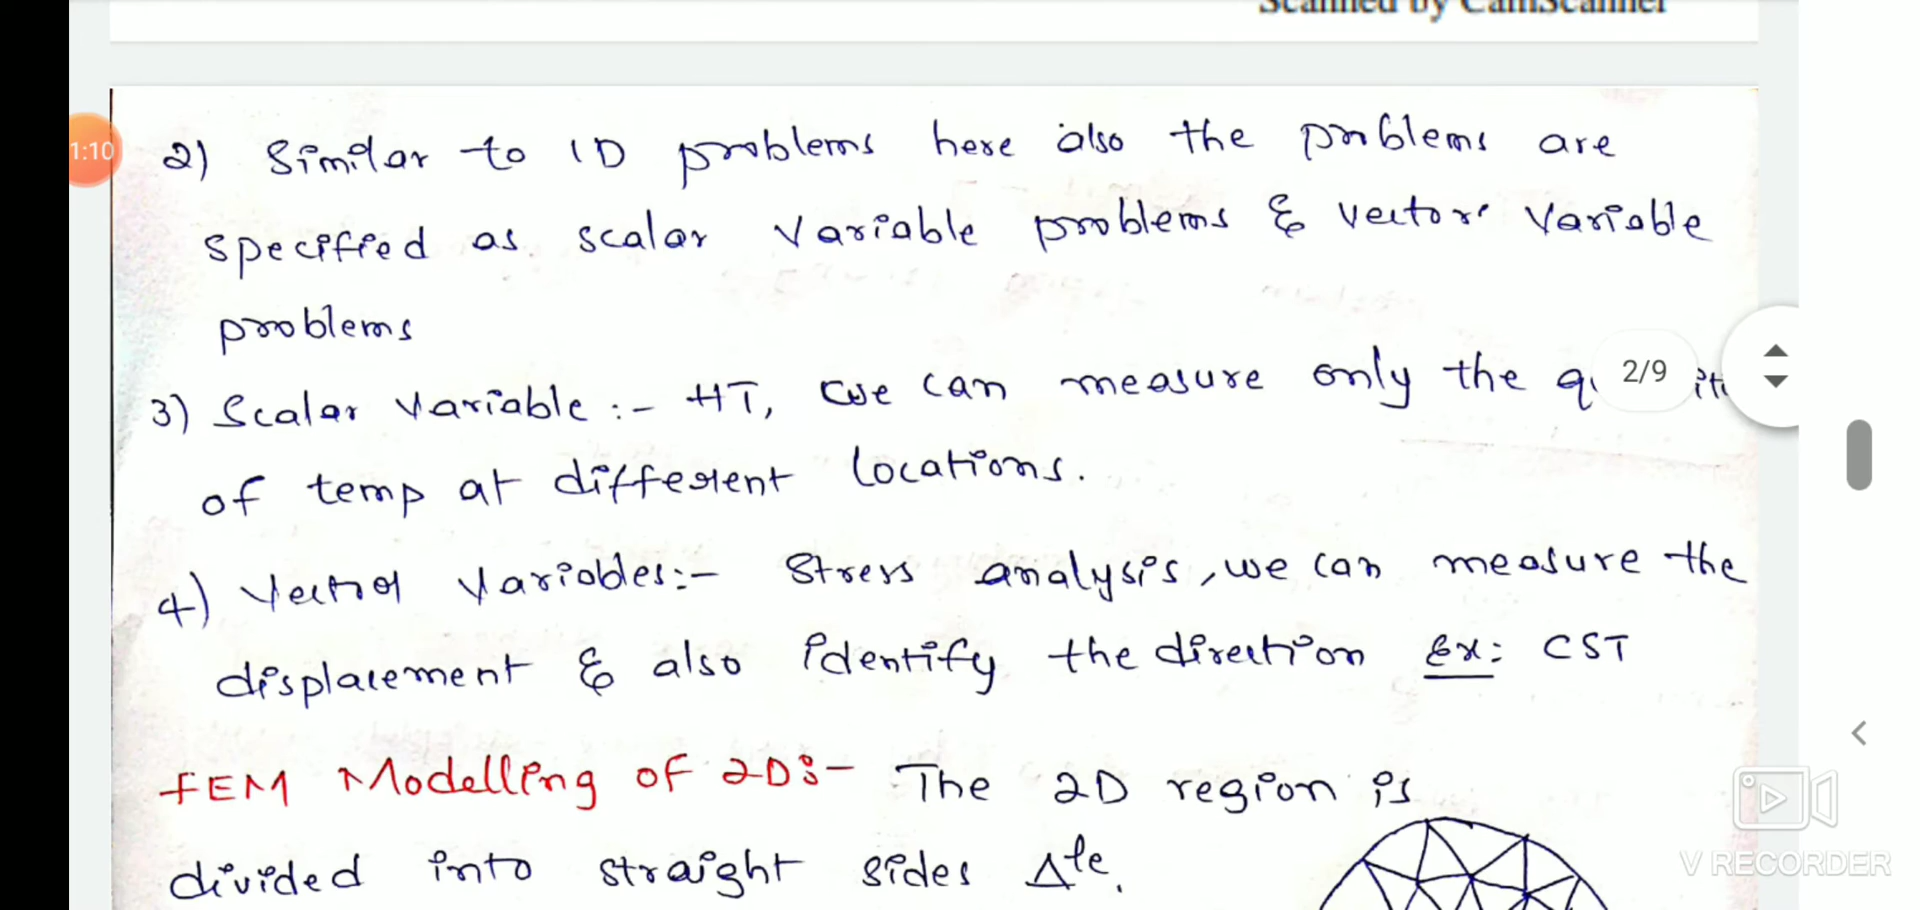 Scanned by CamScanner
1:10
2) Similar to 1D problems here also the problems are
specified as scalar variable problems & vector variable
problems
3) Scalar variable :- HT, we can measure only the
2/9
of temp at different locations.
4) Vector variables:- Stress analysis, we can measure the
displacement & also identify the direction Ex: CST
FEM Modelling of 2D:- The 2D region is
divided into straight sides Δle.
V RECORDER